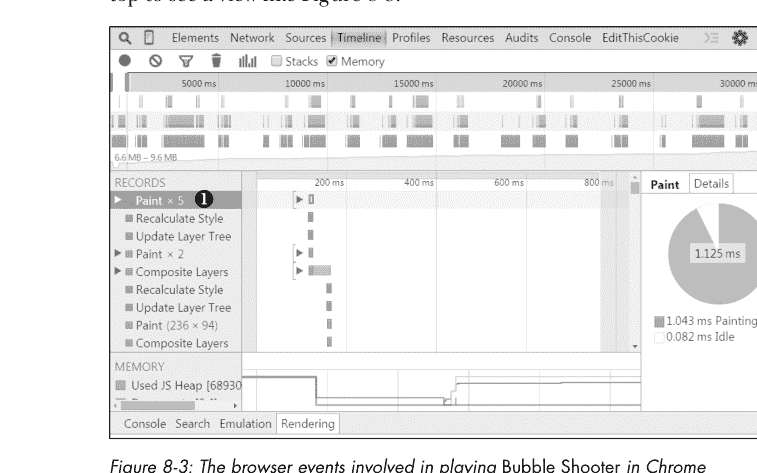 top to see a view like Figure 8-3.
Elements Network Sources Timeline Profiles Resources Audits Console EditThisCookie
Stacks Memory
5000 ms 10000 ms 15000 ms 20000 ms 25000 ms 30000 ms
6.6 MB – 9.6 MB
RECORDS 200 ms 400 ms 600 ms 800 ms
Paint × 5 1
Recalculate Style
Update Layer Tree
Paint × 2
Composite Layers
Recalculate Style
Update Layer Tree
Paint (236 × 94)
Composite Layers
Paint Details
1.125 ms
1.043 ms Painting
0.082 ms Idle
MEMORY
Used JS Heap [68930
Console Search Emulation Rendering
Figure 8-3: The browser events involved in playing Bubble Shooter in Chrome